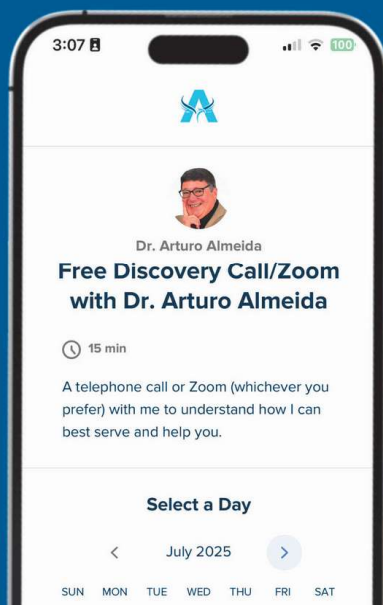 3:07
100
Dr. Arturo Almeida
Free Discovery Call/Zoom
with Dr. Arturo Almeida
15 min
A telephone call or Zoom (whichever you
prefer) with me to understand how I can
best serve and help you.
Select a Day
< July 2025 >
SUN MON TUE WED THU FRI SAT